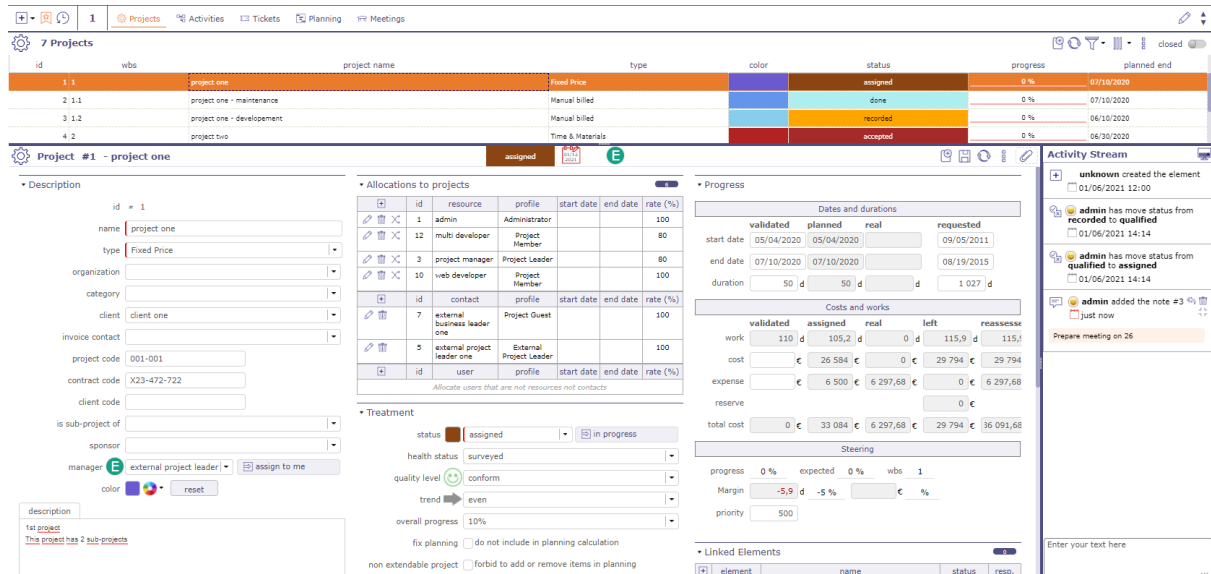 1 Projects Activities Tickets Planning Meetings
7 Projects closed
id wbs project name type color status progress planned end
1 1 project one Fixed Price assigned 0 % 07/10/2020
2 1.1 project one - maintenance Manual billed done 0 % 07/10/2020
3 1.2 project one - developement Manual billed recorded 0 % 06/10/2020
4 2 project two Time & Materials accepted 0 % 06/30/2020
Project #1 - project one assigned 01/14 2021 E
Description
id # 1
name project one
type Fixed Price
organization
category
client client one
invoice contact
project code 001-001
contract code X23-472-722
client code
is sub-project of
sponsor
manager E external project leader assign to me
color reset
description
1st project
This project has 2 sub-projects
Allocations to projects 6
id resource profile start date end date rate (%)
1 admin Administrator 100
12 multi developer Project Member 80
3 project manager Project Leader 80
10 web developer Project Member 100
id contact profile start date end date rate (%)
7 external business leader one Project Guest 100
5 external project leader one External Project Leader 100
id user profile start date end date rate (%)
Allocate users that are not resources not contacts
Treatment
status assigned in progress
health status surveyed
quality level conform
trend even
overall progress 10%
fix planning do not include in planning calculation
non extendable project forbid to add or remove items in planning
Progress
Dates and durations
validated planned real requested
start date 05/04/2020 05/04/2020 09/05/2011
end date 07/10/2020 07/10/2020 08/19/2015
duration 50 d 50 d d 1 027 d
Costs and works
validated assigned real left reassesse
work 110 d 105,2 d 0 d 115,9 d 115,9
cost € 26 584 € 0 € 29 794 € 29 794
expense € 6 500 € 6 297,68 € 0 € 6 297,68
reserve 0 €
total cost 0 € 33 084 € 6 297,68 € 29 794 € 36 091,68
Steering
progress 0 % expected 0 % wbs 1
Margin -5,9 d -5 % € %
priority 500
Linked Elements 0
element name status resp.
Activity Stream
unknown created the element
01/06/2021 12:00
admin has move status from
recorded to qualified
01/06/2021 14:14
admin has move status from
qualified to assigned
01/06/2021 14:14
admin added the note #3
just now
Prepare meeting on 26
Enter your text here